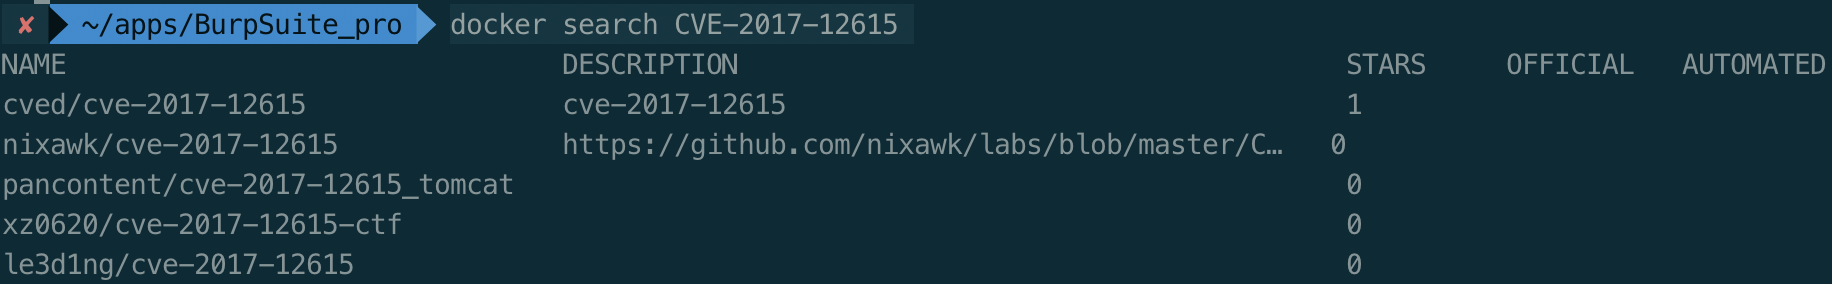 ✘ ~/apps/BurpSuite_pro docker search CVE-2017-12615
NAME DESCRIPTION STARS OFFICIAL AUTOMATED
cved/cve-2017-12615 cve-2017-12615 1
nixawk/cve-2017-12615 https://github.com/nixawk/labs/blob/master/C… 0
pancontent/cve-2017-12615_tomcat 0
xz0620/cve-2017-12615-ctf 0
le3d1ng/cve-2017-12615 0